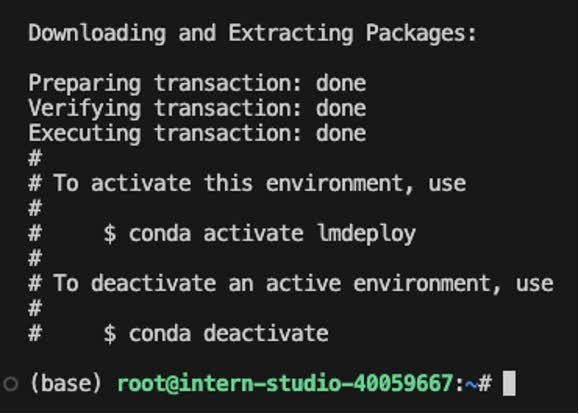 Downloading and Extracting Packages:
Preparing transaction: done
Verifying transaction: done
Executing transaction: done
#
# To activate this environment, use
#
#     $ conda activate lmdeploy
#
# To deactivate an active environment, use
#
#     $ conda deactivate
(base) root@intern-studio-40059667:~#